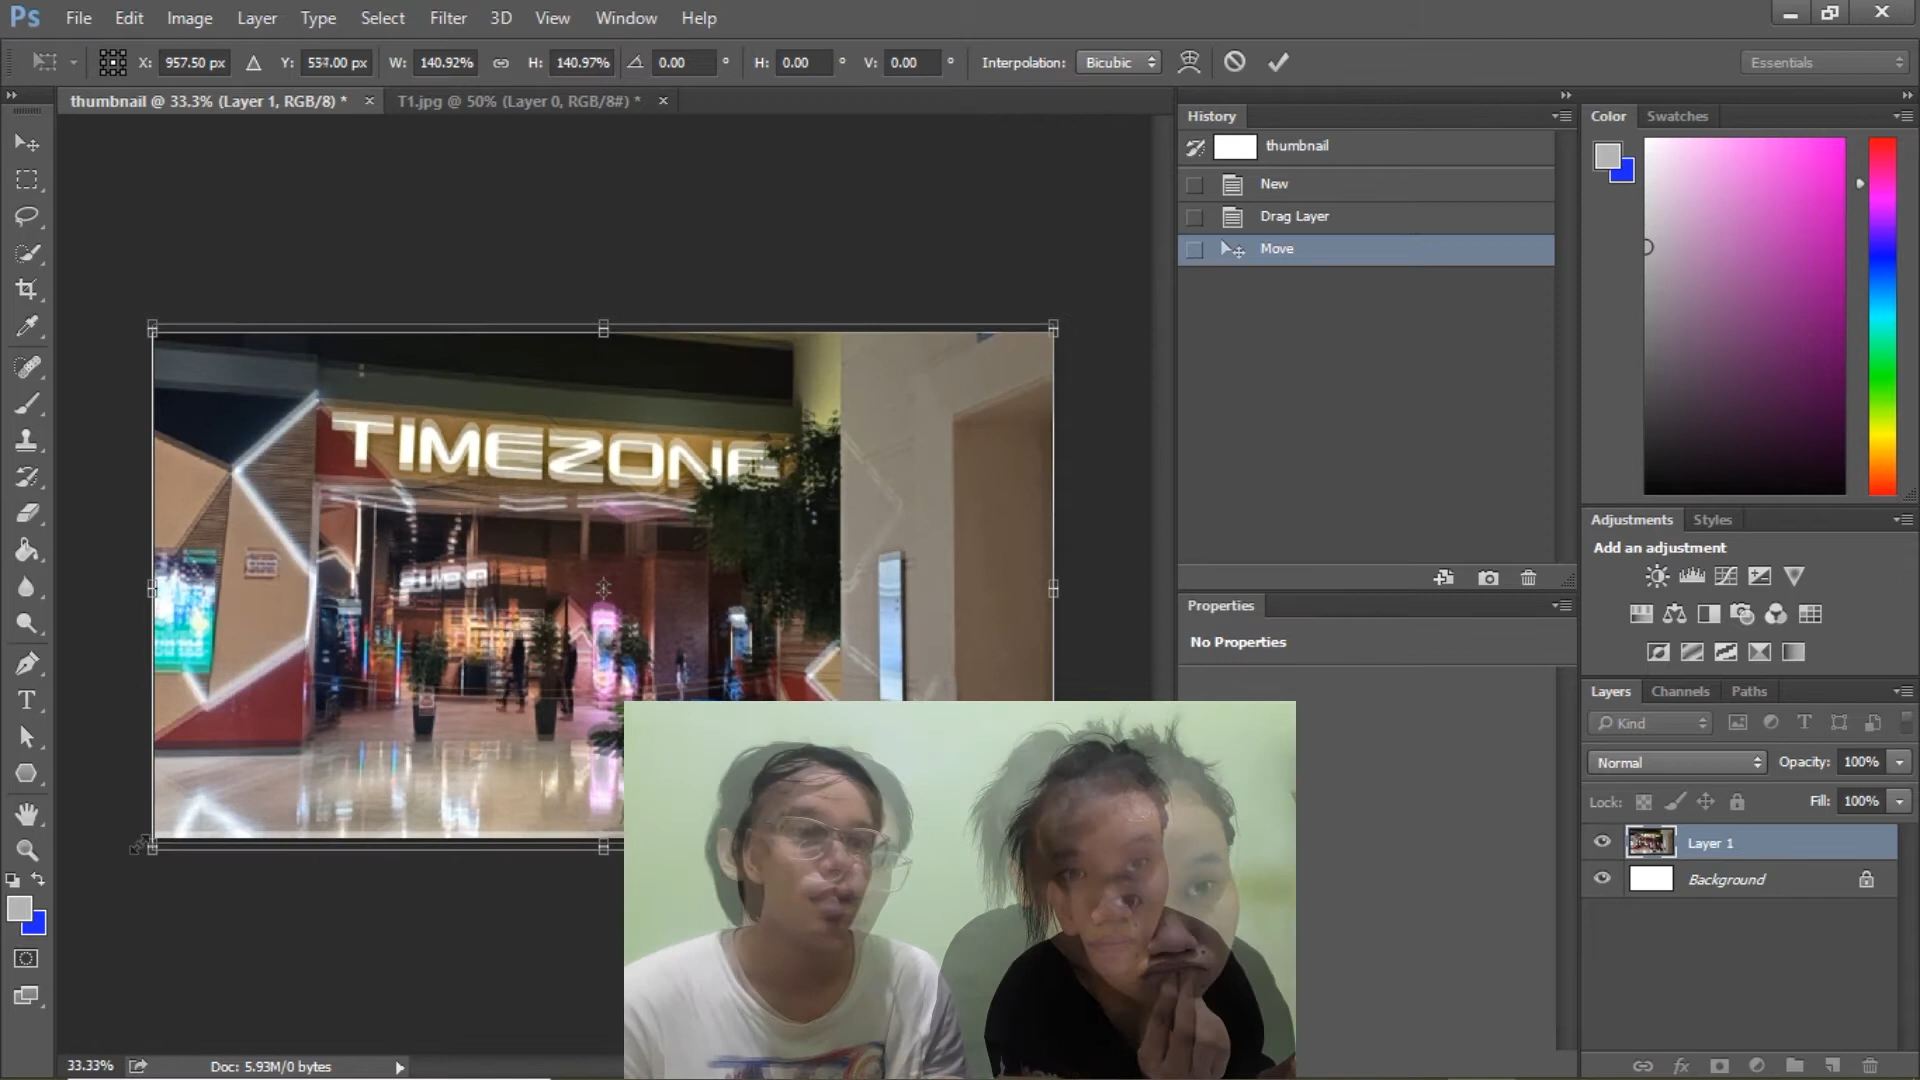 Ps File Edit Image Layer Type Select Filter 3D View Window Help
X: 957.50 px Y: px W: 140.92% H: 140.97% 0.00 ° H: 0.00 ° V: 0.00 ° Interpolation: Bicubic Essentials
thumbnail @ 33.3% (Layer 1, RGB/8) * × T1.jpg @ 50% (Layer 0, RGB/8#) * ×
History
thumbnail
New
Drag Layer
Move
Properties
No Properties
Color Swatches
Adjustments Styles
Add an adjustment
Layers Channels Paths
Kind
Normal Opacity: 100%
Lock: Fill: 100%
Layer 1
Background
TIMEZONE
33.33% Doc: 5.93M/0 bytes